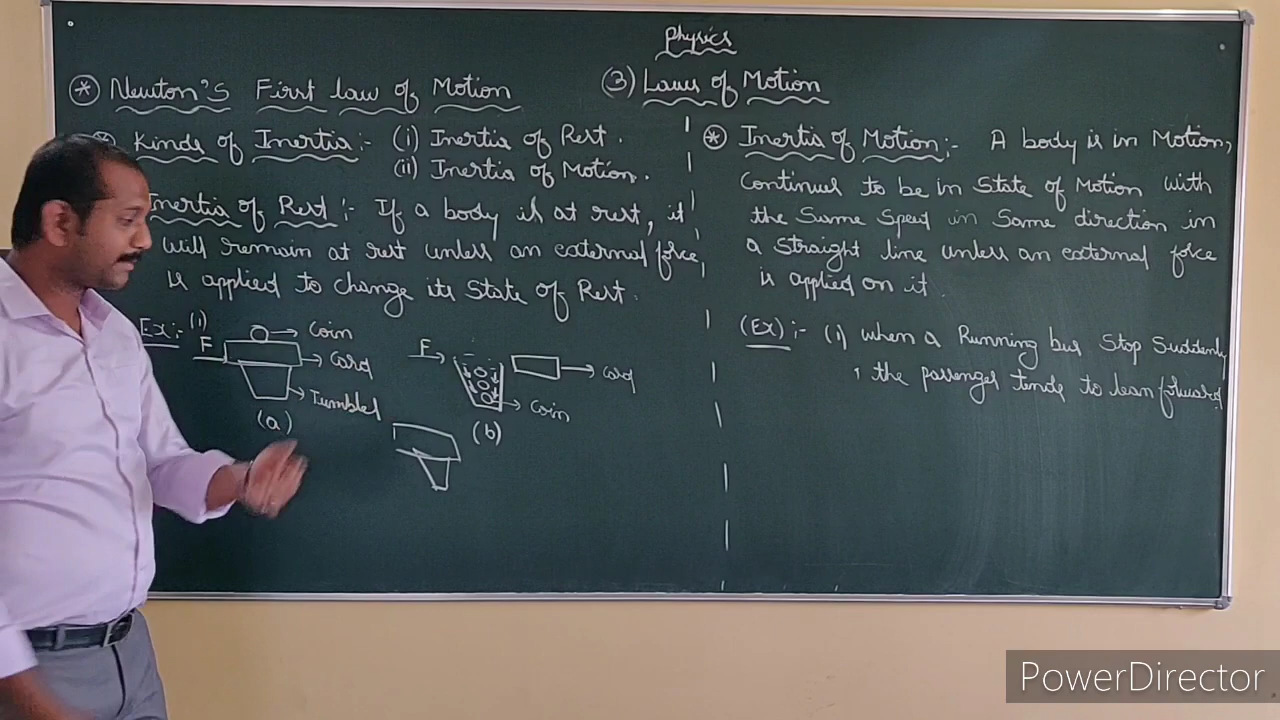 Physics
(3) Laws of Motion
* Newton's First law of Motion
* Kinds of Inertia:- (i) Inertia of Rest.
(ii) Inertia of Motion.
Inertia of Rest:- If a body is at rest, it
will remain at rest unless an external force
is applied to change its State of Rest.
Ex:- (1)
F
Coin
Card
Tumbler
(a)
F
Card
Coin
(b)
* Inertia of Motion:- A body is in Motion,
Continues to be in State of Motion with
the Same Speed in Same direction in
a Straight line unless an external force
is applied on it.
(Ex):- (1) when a Running bus Stop Suddenly
, the passenger tends to lean forward.
PowerDirector